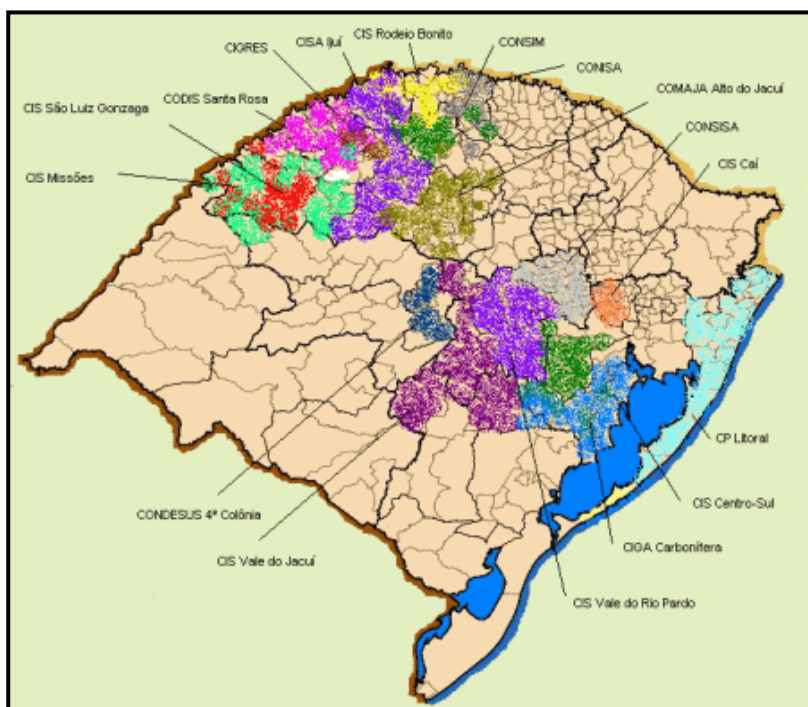 CIS Rodeio Bonito
CISA Ijuí
CONSIM
CIGRES
CONISA
CODIS Santa Rosa
COMAJA Alto do Jacuí
CIS São Luiz Gonzaga
CONSISA
CIS Caí
CIS Missões
CP Litoral
CIS Centro-Sul
CONDESUS 4ª Colônia
CIGA Carbonífera
CIS Vale do Jacuí
CIS Vale do Rio Pardo